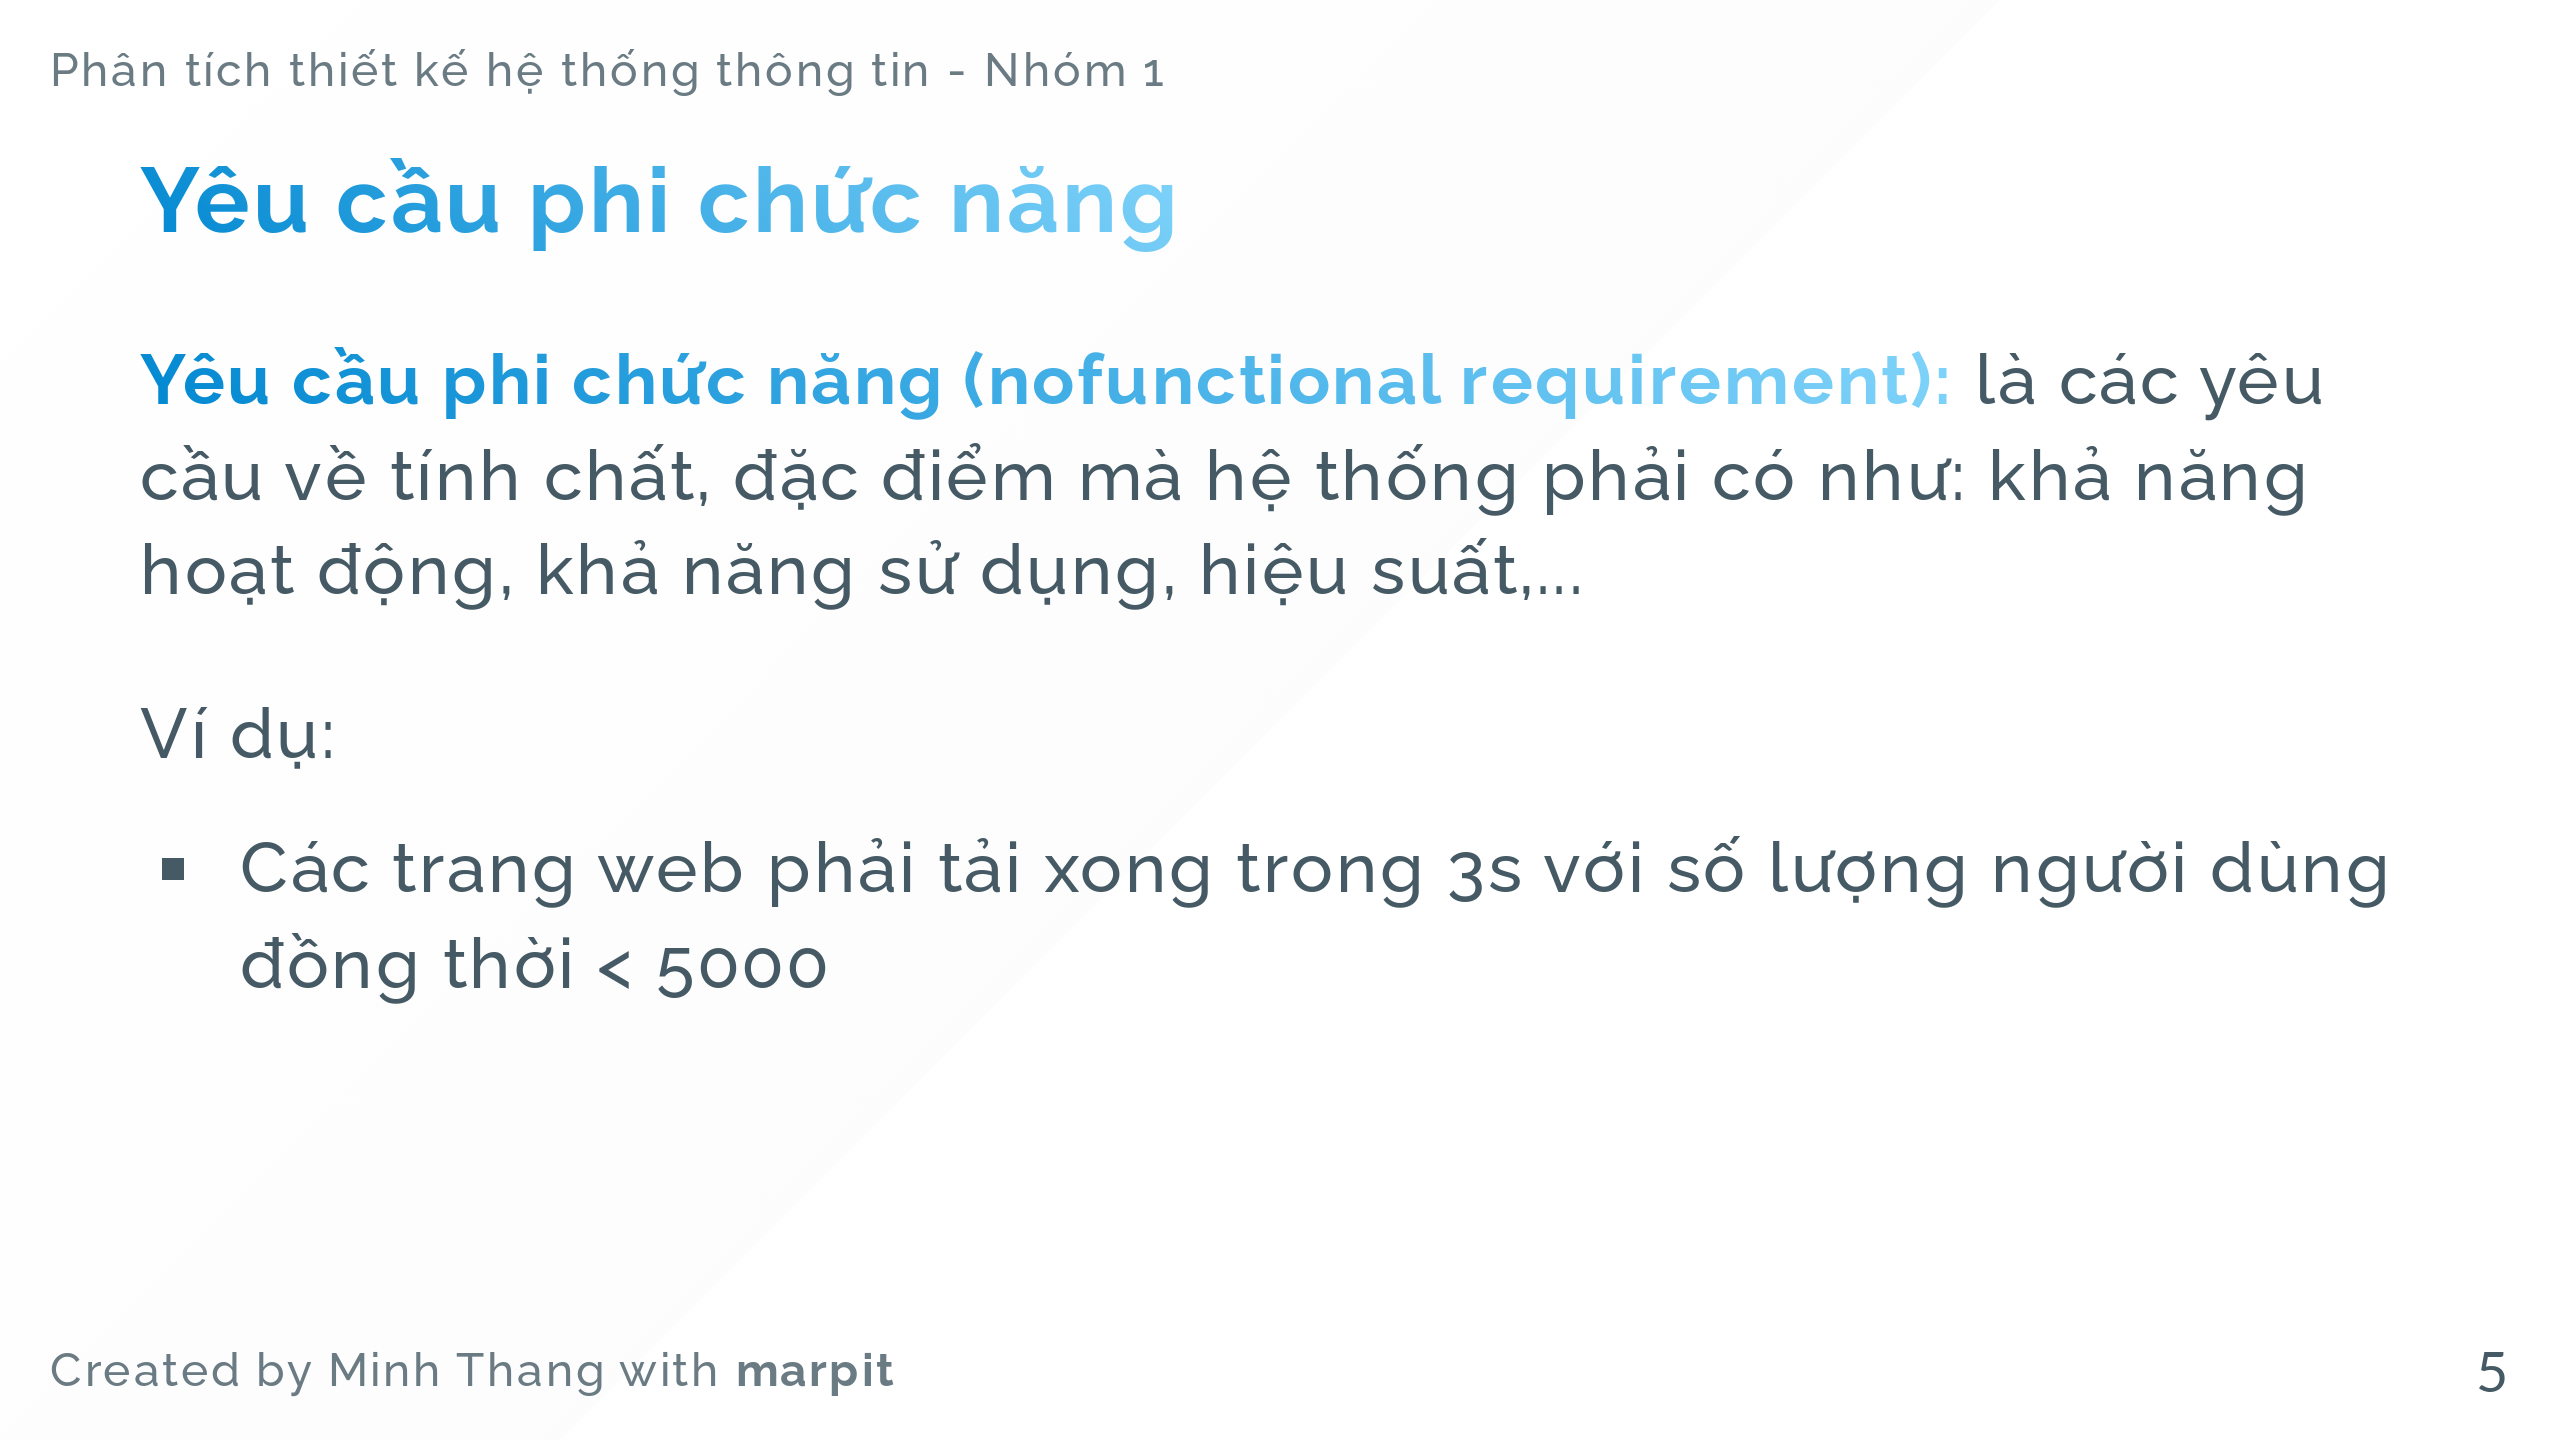 Phân tích thiết kế hệ thống thông tin - Nhóm 1
Yêu cầu phi chức năng
Yêu cầu phi chức năng (nofunctional requirement): là các yêu
cầu về tính chất, đặc điểm mà hệ thống phải có như: khả năng
hoạt động, khả năng sử dụng, hiệu suất,...
Ví dụ:
▪ Các trang web phải tải xong trong 3s với số lượng người dùng
đồng thời < 5000
Created by Minh Thang with marpit
5